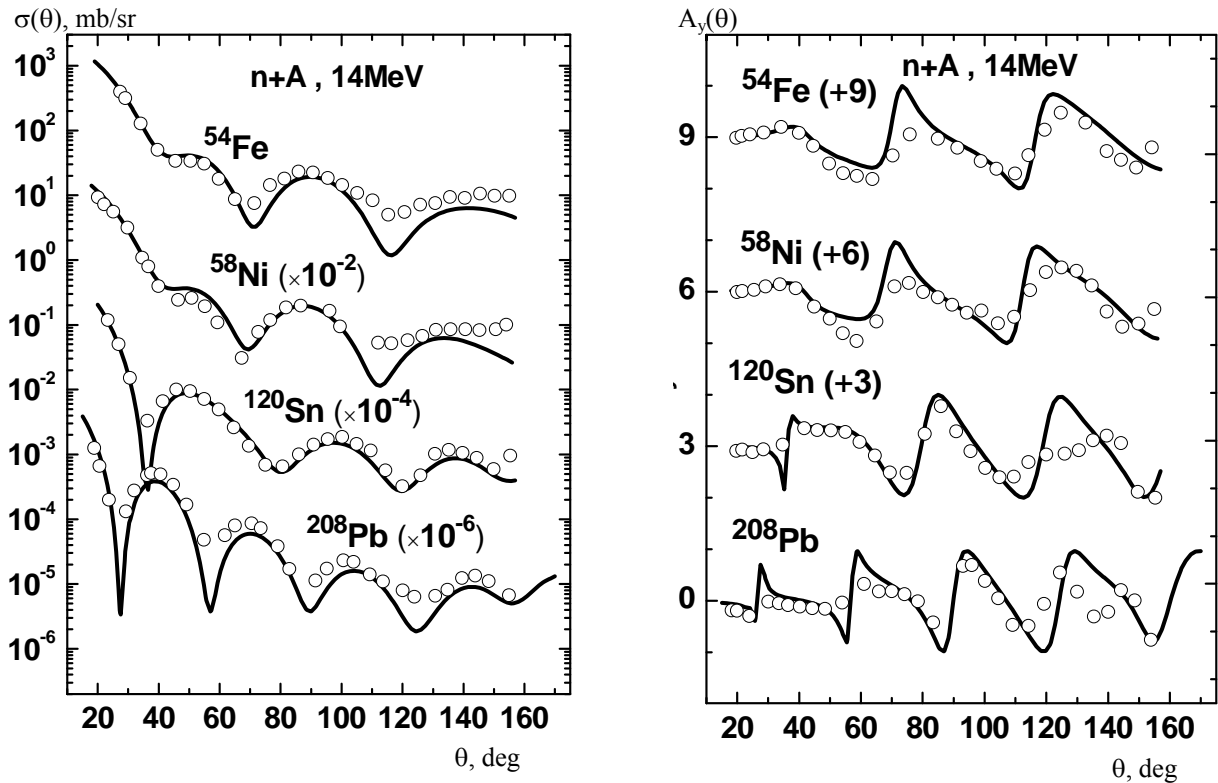 σ(θ), mb/sr
n+A , 14MeV
10³
10²
10¹
10⁰
10⁻¹
10⁻²
10⁻³
10⁻⁴
10⁻⁵
10⁻⁶
⁵⁴Fe
⁵⁸Ni (×10⁻²)
¹²⁰Sn (×10⁻⁴)
²⁰⁸Pb (×10⁻⁶)
20 40 60 80 100 120 140 160
θ, deg
Aᵧ(θ)
n+A , 14MeV
⁵⁴Fe (+9)
9
⁵⁸Ni (+6)
6
¹²⁰Sn (+3)
3
²⁰⁸Pb
0
20 40 60 80 100 120 140 160
θ, deg